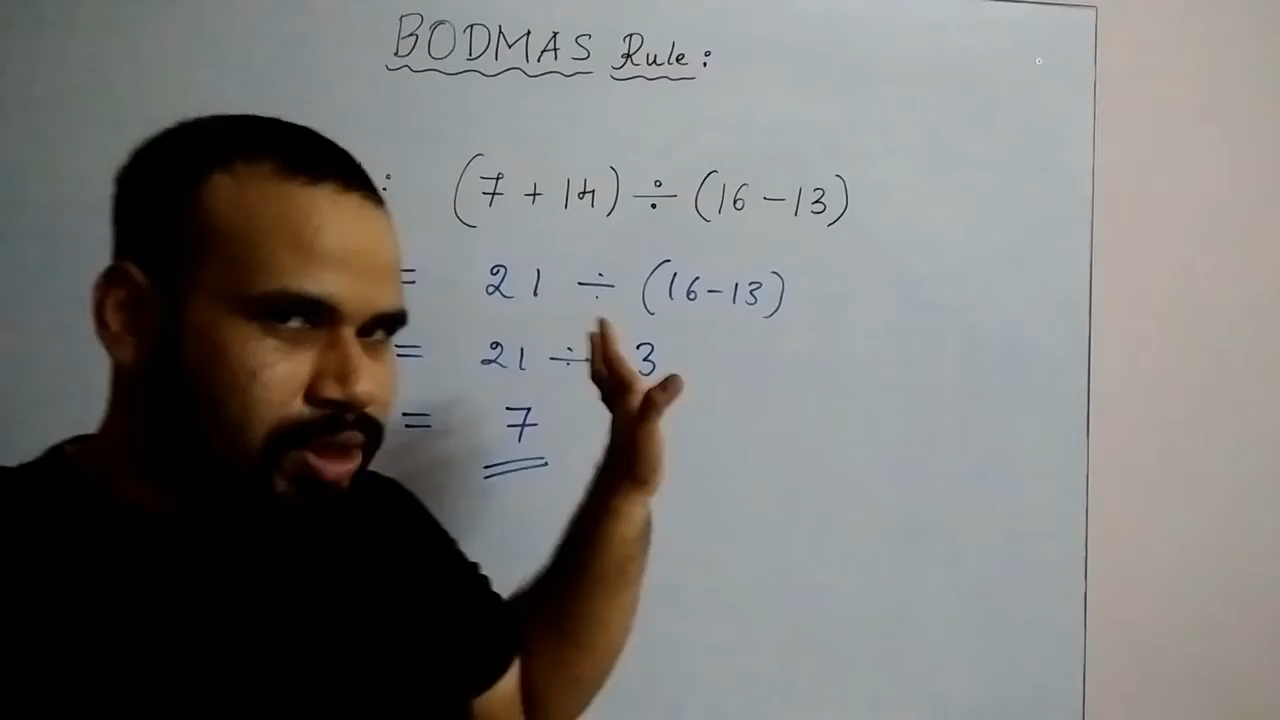 BODMAS Rule:
: (7 + 14) ÷ (16 - 13)
= 21 ÷ (16-13)
= 21 ÷ 3
= 7